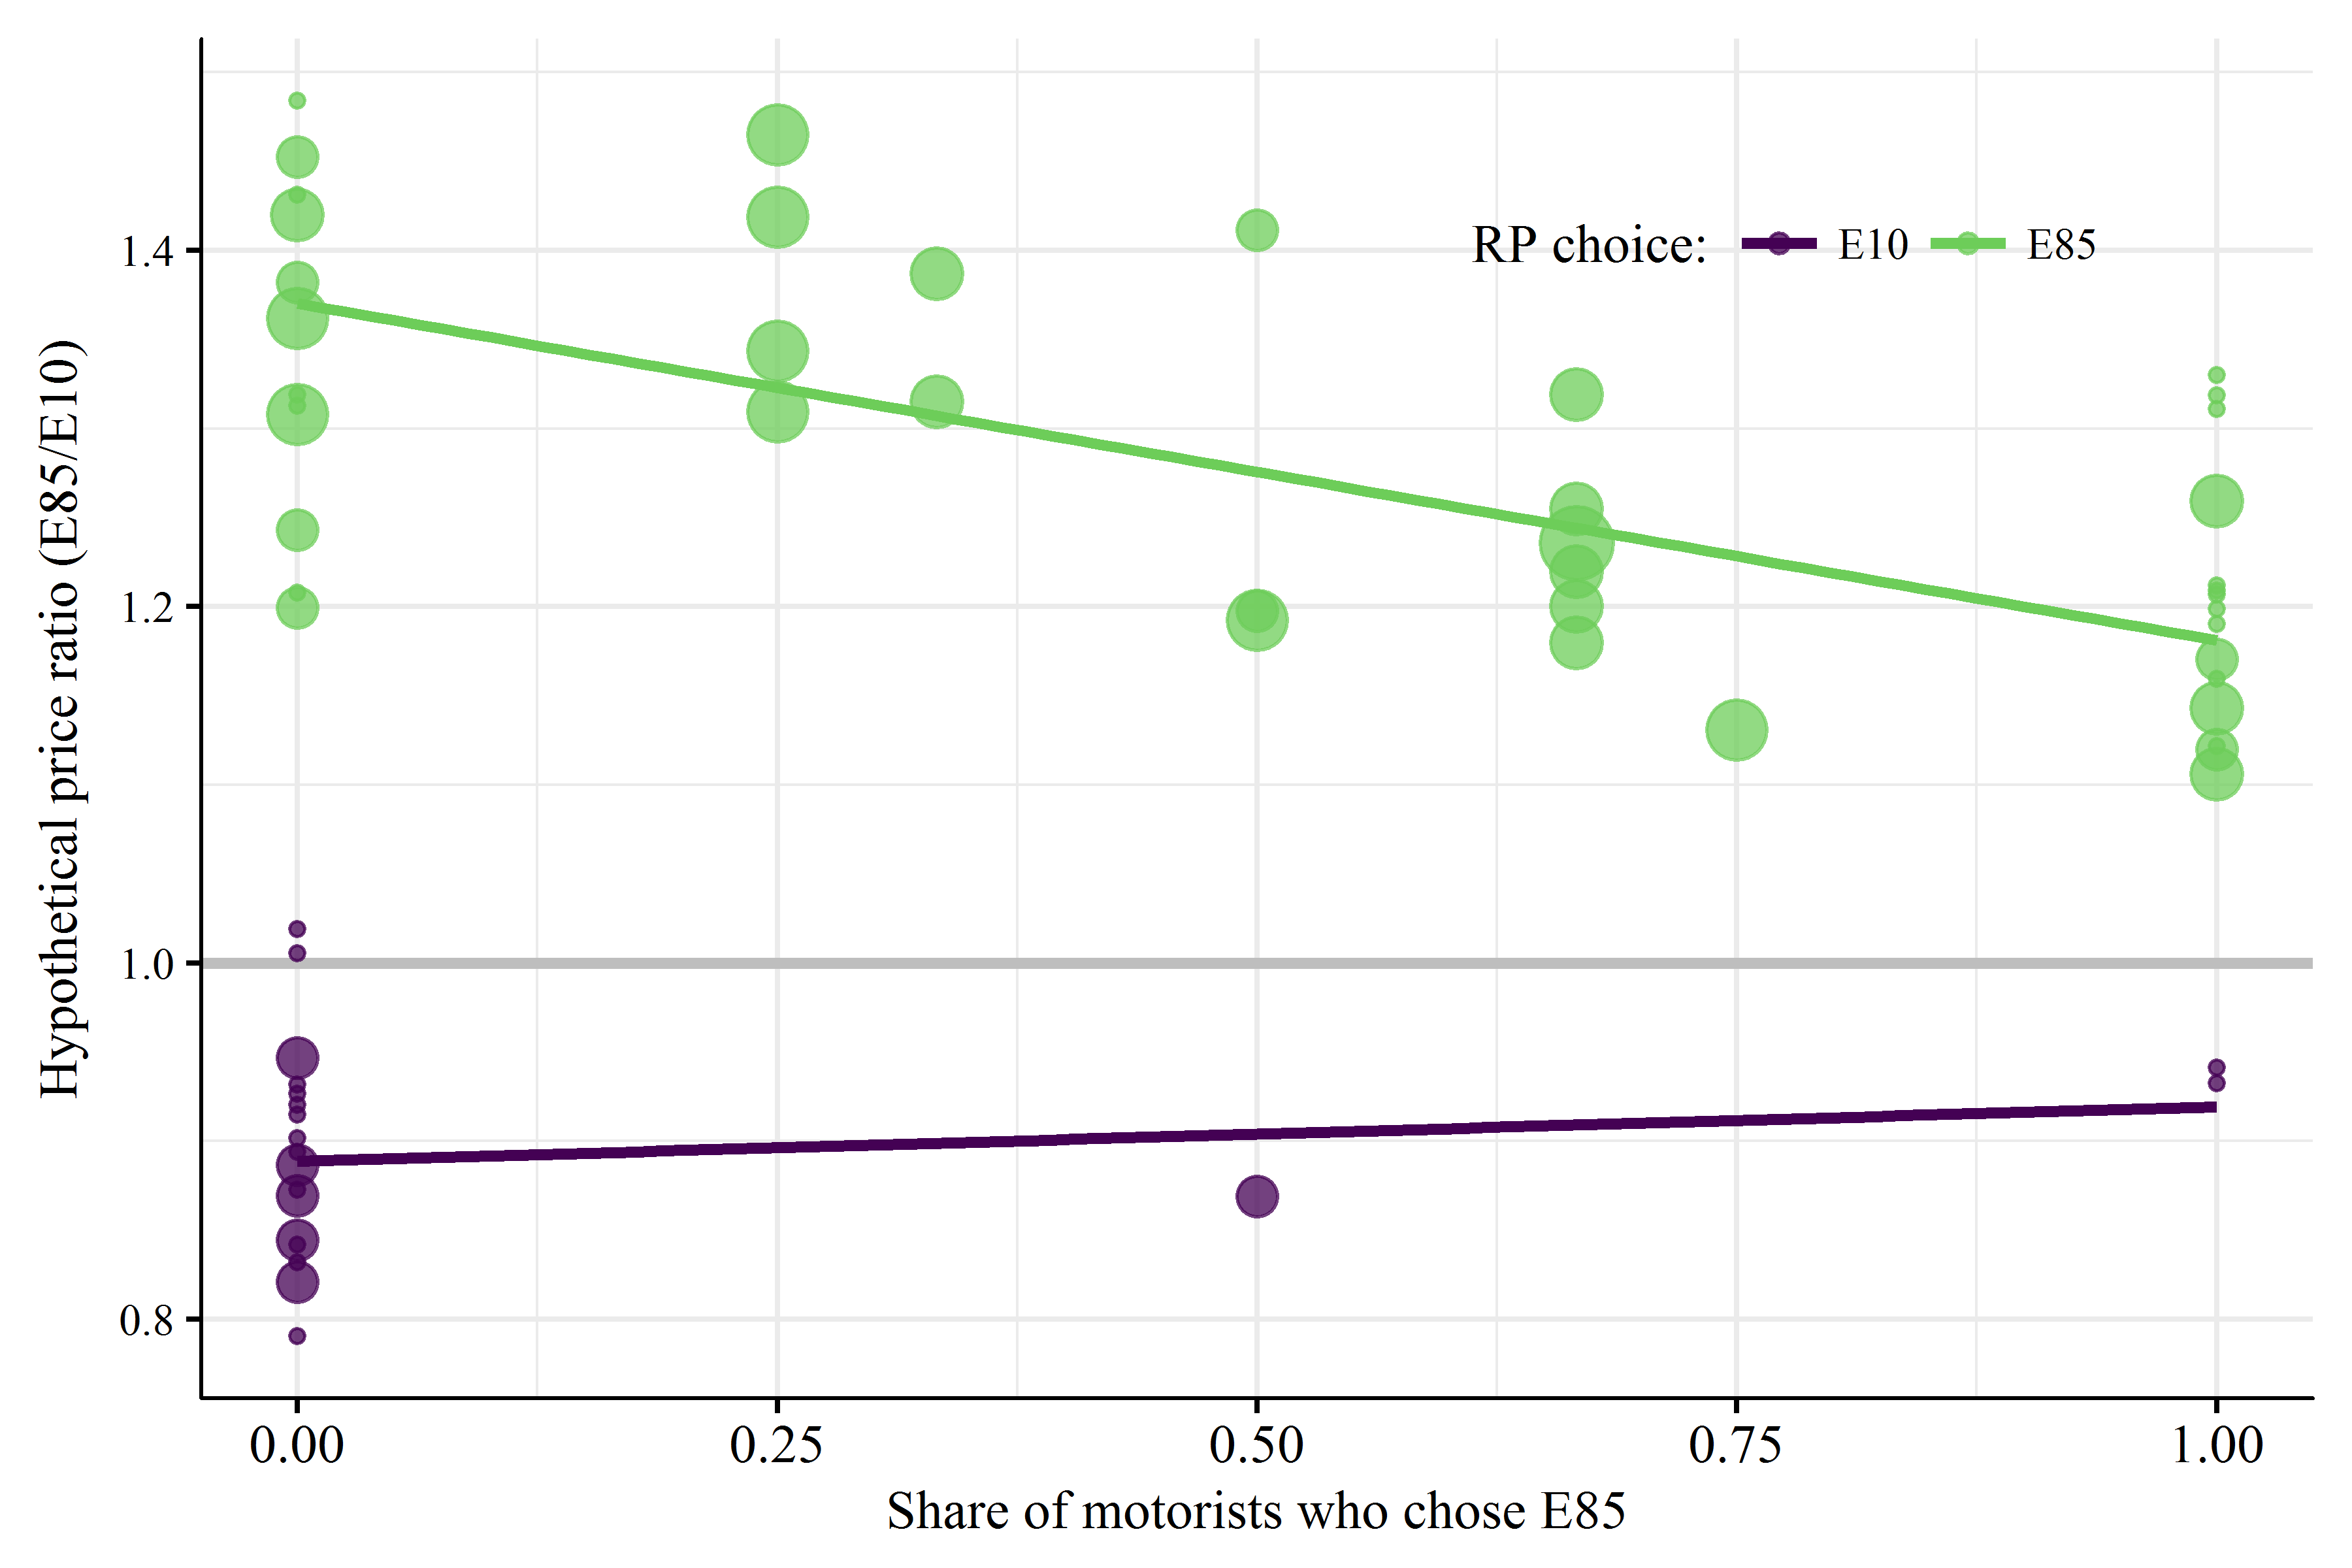 RP choice: E10 E85
1.4
1.2
1.0
0.8
Hypothetical price ratio (E85/E10)
0.00 0.25 0.50 0.75 1.00
Share of motorists who chose E85